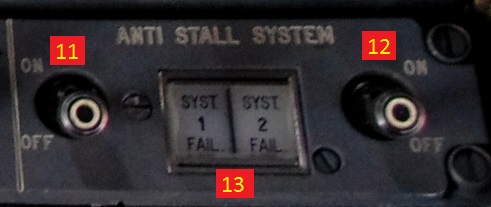 11
ANTI STALL SYSTEM
12
ON
ON
SYST. SYST.
1 2
FAIL. FAIL.
OFF
OFF
13